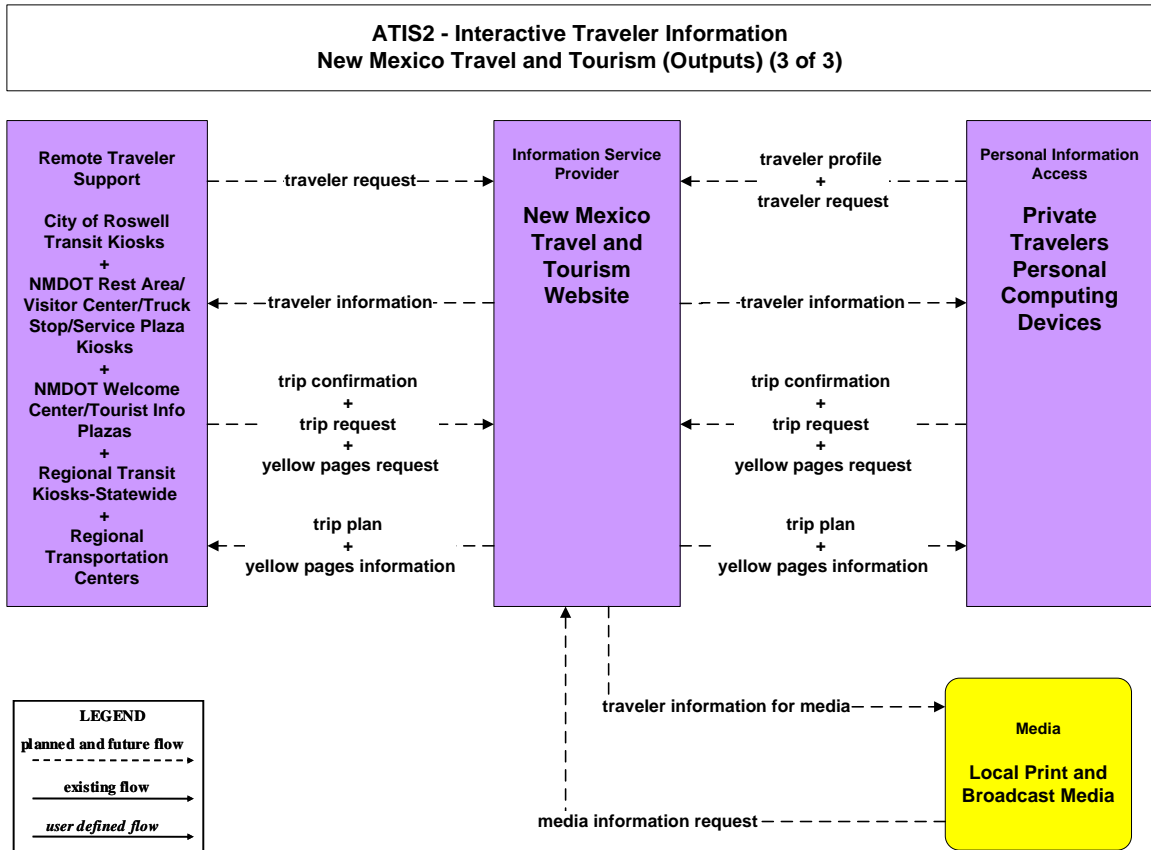 ATIS2 - Interactive Traveler Information
New Mexico Travel and Tourism (Outputs) (3 of 3)
Remote Traveler
Support
City of Roswell
Transit Kiosks
+
NMDOT Rest Area/
Visitor Center/Truck
Stop/Service Plaza
Kiosks
+
NMDOT Welcome
Center/Tourist Info
Plazas
+
Regional Transit
Kiosks-Statewide
+
Regional
Transportation
Centers
traveler request
traveler information
trip confirmation
+
trip request
+
yellow pages request
trip plan
+
yellow pages information
Information Service
Provider
New Mexico
Travel and
Tourism
Website
traveler profile
+
traveler request
traveler information
trip confirmation
+
trip request
+
yellow pages request
trip plan
+
yellow pages information
Personal Information
Access
Private
Travelers
Personal
Computing
Devices
traveler information for media
media information request
Media
Local Print and
Broadcast Media
LEGEND
planned and future flow
existing flow
user defined flow